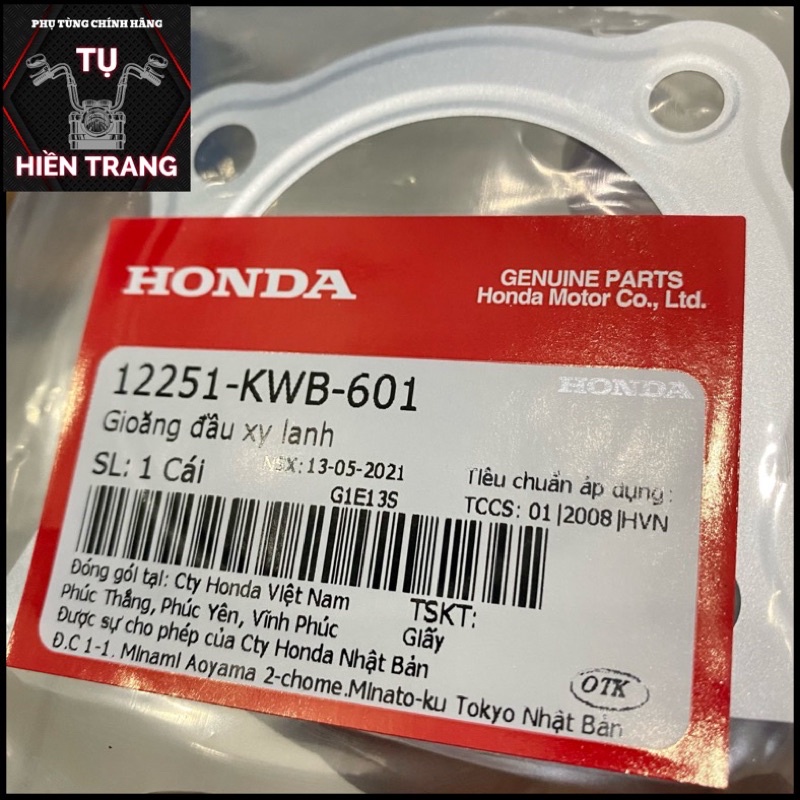 PHỤ TÙNG CHÍNH HÃNG
TỤ
HIỀN TRANG
HONDA
GENUINE PARTS
Honda Motor Co., Ltd.
HONDA
12251-KWB-601
Gioăng đầu xy lanh
SL: 1 Cái
NSX: 13-05-2021
G1E13S
Tiêu chuẩn áp dụng:
TCCS: 01|2008|HVN
Đóng gói tại: Cty Honda Việt Nam
Phúc Thắng, Phúc Yên, Vĩnh Phúc
Được sự cho phép của Cty Honda Nhật Bản
Đ.C 1-1. Minami Aoyama 2-chome.Minato-ku Tokyo Nhật Bản
TSKT:
Giấy
OTK